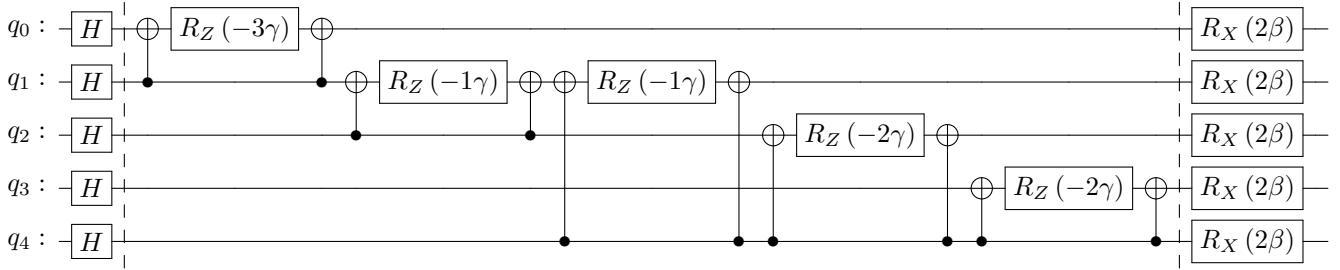 q₀ : H R_Z (−3γ) R_X (2β)
q₁ : H R_Z (−1γ) R_Z (−1γ) R_X (2β)
q₂ : H R_Z (−2γ) R_X (2β)
q₃ : H R_Z (−2γ) R_X (2β)
q₄ : H R_X (2β)